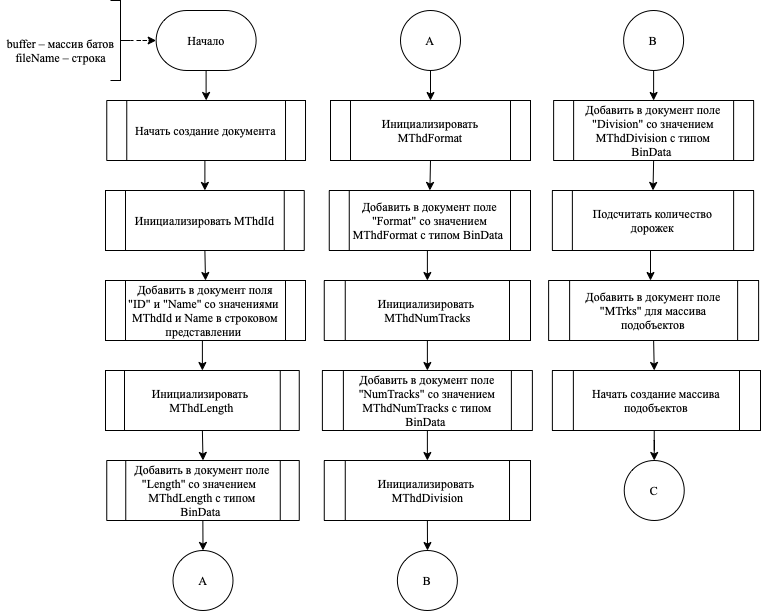 buffer – массив батов
fileName – строка
Начало
Начать создание документа
Инициализировать MThdId
Добавить в документ поля
"ID" и "Name" со значениями
MThdId и Name в строковом
представлении
Инициализировать
MThdLength
Добавить в документ поле
"Length" со значением
MThdLength с типом
BinData
A
A
Инициализировать
MThdFormat
Добавить в документ поле
"Format" со значением
MThdFormat с типом BinData
Инициализировать
MThdNumTracks
Добавить в документ поле
"NumTracks" со значением
MThdNumTracks с типом
BinData
Инициализировать
MThdDivision
B
B
Добавить в документ поле
"Division" со значением
MThdDivision с типом
BinData
Подсчитать количество
дорожек
Добавить в документ поле
"MTrks" для массива
подобъектов
Начать создание массива
подобъектов
C